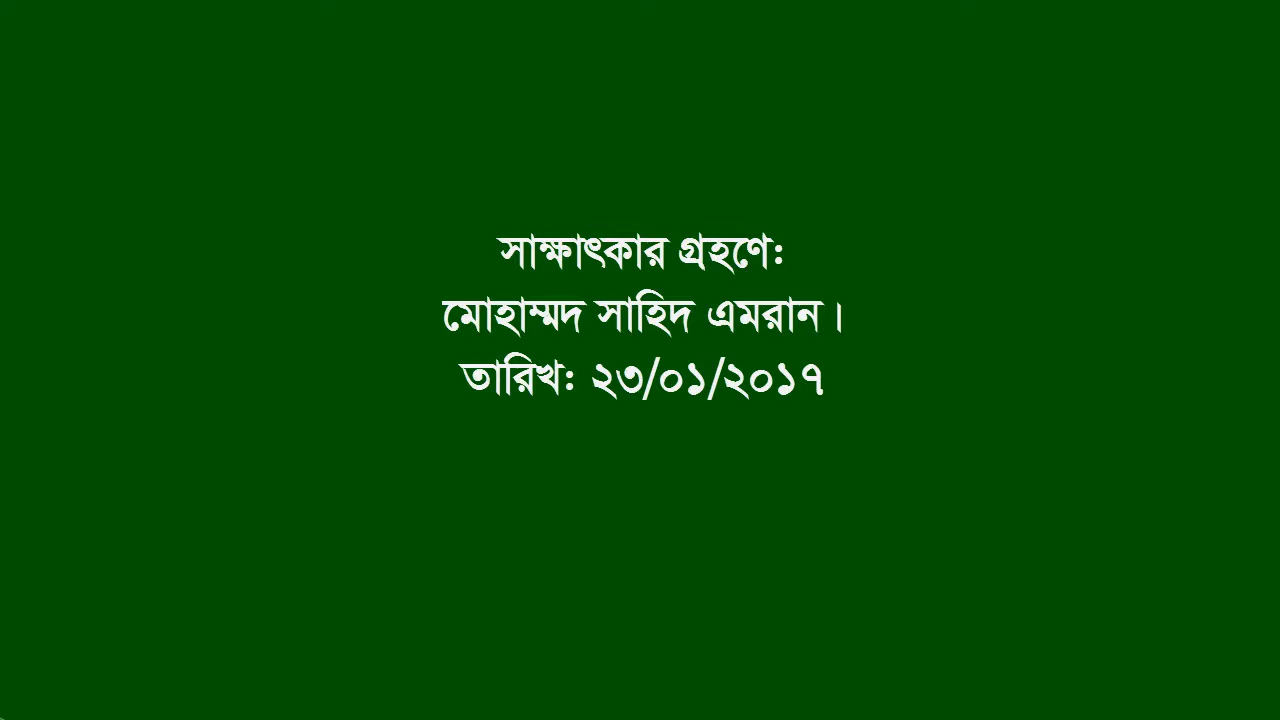 সাক্ষাৎকার গ্রহণে:
মোহাম্মদ সাহিদ এমরান।
তারিখ: ২৩/০১/২০১৭